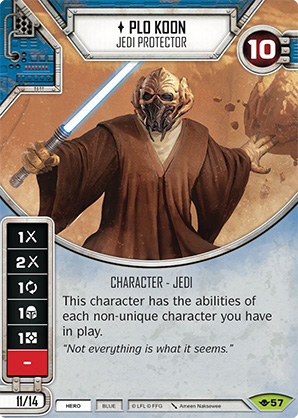 PLO KOON
JEDI PROTECTOR
10
1
2
1
1
1
-
CHARACTER - JEDI
This character has the abilities of
each non-unique character you have
in play.
"Not everything is what it seems."
11/14
HERO
BLUE
© LFL © FFG
Ameen Naksewee
57